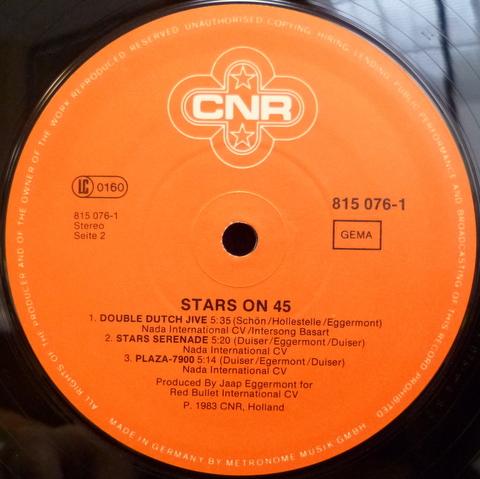 ALL RIGHTS OF THE PRODUCER AND OF THE OWNER OF THE WORK REPRODUCED RESERVED. UNAUTHORISED COPYING, HIRING, LENDING, PUBLIC PERFORMANCE AND BROADCASTING OF THIS RECORD PROHIBITED
CNR
LC 0160
815 076-1
815 076-1
Stereo
Seite 2
GEMA
STARS ON 45
1. DOUBLE DUTCH JIVE 5:35 (Schön/Hollestelle/Eggermont)
Nada International CV/Intersong Basart
2. STARS SERENADE 5:20 (Duiser/Eggermont/Duiser)
Nada International CV
3. PLAZA-7900 5:14 (Duiser/Egermont/Duiser)
Nada International CV
Produced By Jaap Eggermont for
Red Bullet International CV
P. 1983 CNR, Holland
MADE IN GERMANY BY METRONOME MUSIK GMBH